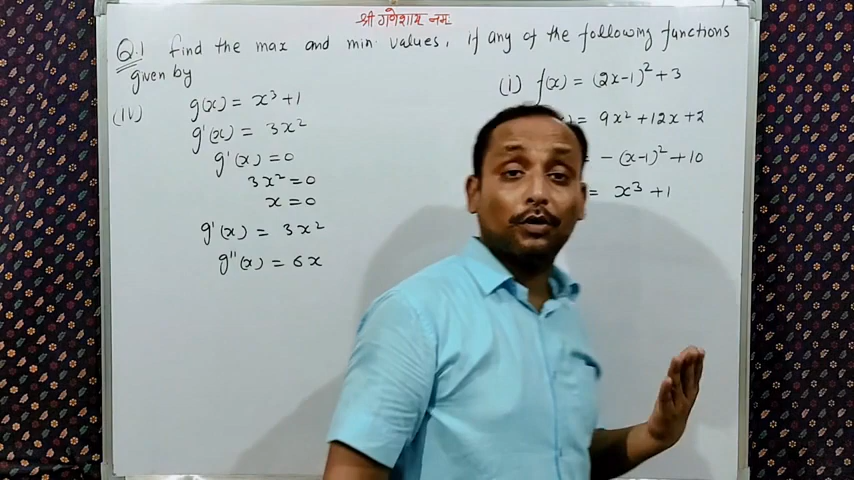 श्री गणेशाय नमः
Q.1 Find the max and min values, if any of the following functions
given by
(i) f(x) = (2x-1)² + 3
= 9x² + 12x + 2
= -(x-1)² + 10
= x³ + 1
(iv) g(x) = x³ + 1
g'(x) = 3x²
g'(x) = 0
3x² = 0
x = 0
g'(x) = 3x²
g''(x) = 6x